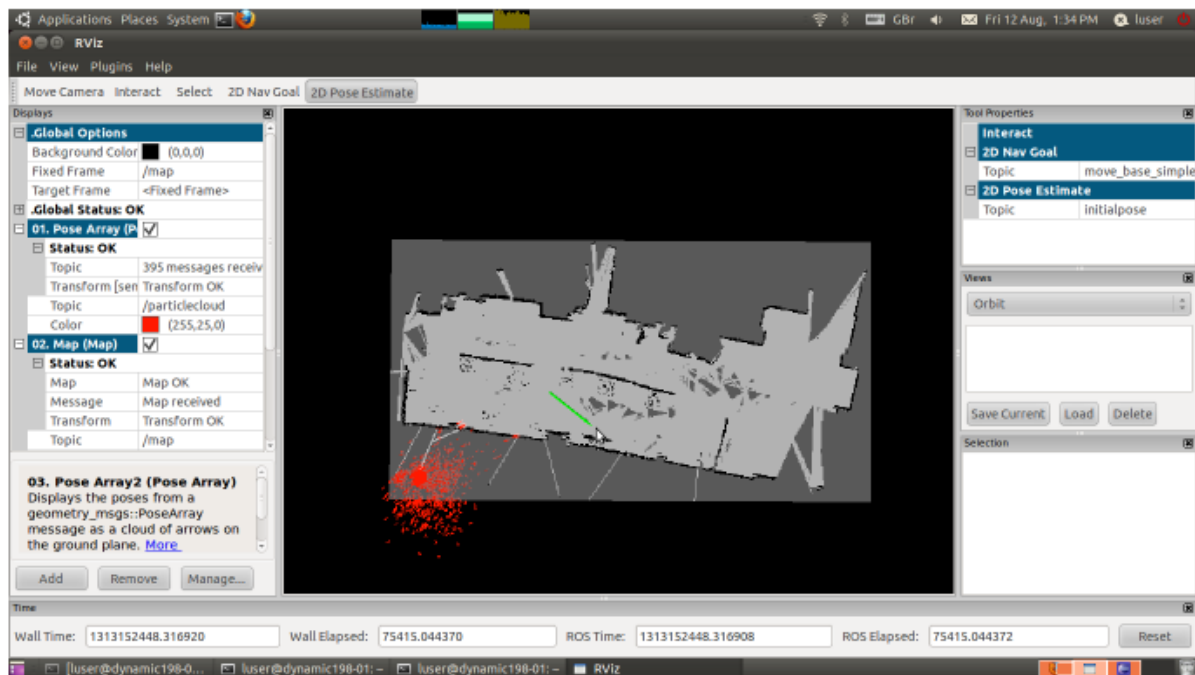 Applications Places System GBr Fri 12 Aug, 1:34 PM luser
RViz
File View Plugins Help
Move Camera Interact Select 2D Nav Goal 2D Pose Estimate
Displays
.Global Options
Background Color (0,0,0)
Fixed Frame /map
Target Frame <Fixed Frame>
.Global Status: OK
01. Pose Array (P
Status: OK
Topic 395 messages receiv
Transform [sen Transform OK
Topic /particlecloud
Color (255,25,0)
02. Map (Map)
Status: OK
Map Map OK
Message Map received
Transform Transform OK
Topic /map
03. Pose Array2 (Pose Array)
Displays the poses from a
geometry_msgs::PoseArray
message as a cloud of arrows on
the ground plane. More
Add Remove Manage...
Tool Properties
Interact
2D Nav Goal
Topic move_base_simple
2D Pose Estimate
Topic initialpose
Views
Orbit
Save Current Load Delete
Selection
Time
Wall Time: 1313152448.316920 Wall Elapsed: 75415.044370 ROS Time: 1313152448.316908 ROS Elapsed: 75415.044372 Reset
[luser@dynamic198-0... luser@dynamic198-01: ~ luser@dynamic198-01: ~ RViz